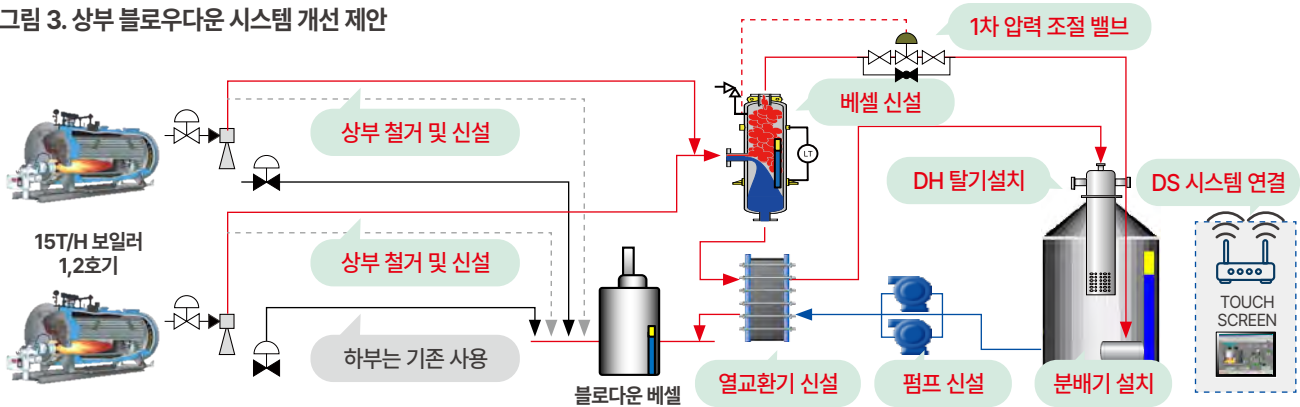 그림 3. 상부 블로우다운 시스템 개선 제안
1차 압력 조절 밸브
베셀 신설
상부 철거 및 신설
LT
DH 탈기설치
DS 시스템 연결
15T/H 보일러
1,2호기
상부 철거 및 신설
TOUCH
SCREEN
하부는 기존 사용
블로다운 베셀
열교환기 신설
펌프 신설
분배기 설치